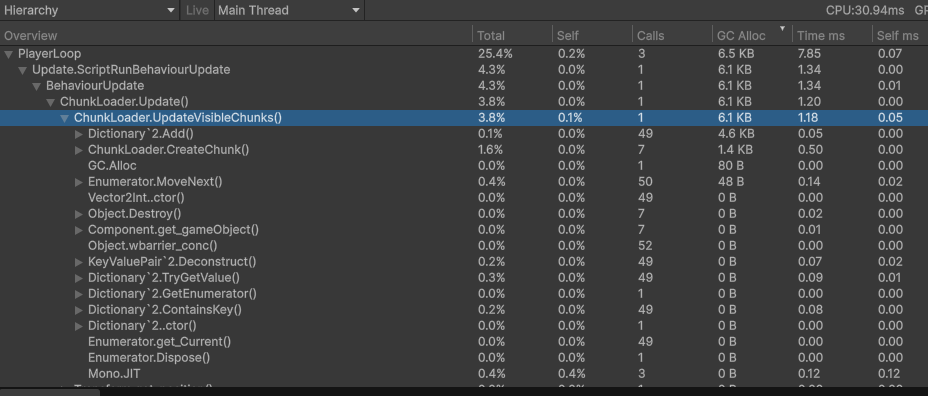 Hierarchy Live Main Thread CPU:30.94ms GP
Overview Total Self Calls GC Alloc Time ms Self ms
PlayerLoop 25.4% 0.2% 3 6.5 KB 7.85 0.07
Update.ScriptRunBehaviourUpdate 4.3% 0.0% 1 6.1 KB 1.34 0.00
BehaviourUpdate 4.3% 0.0% 1 6.1 KB 1.34 0.01
ChunkLoader.Update() 3.8% 0.0% 1 6.1 KB 1.20 0.00
ChunkLoader.UpdateVisibleChunks() 3.8% 0.1% 1 6.1 KB 1.18 0.05
Dictionary`2.Add() 0.1% 0.0% 49 4.6 KB 0.05 0.00
ChunkLoader.CreateChunk() 1.6% 0.0% 7 1.4 KB 0.50 0.00
GC.Alloc 0.0% 0.0% 1 80 B 0.00 0.00
Enumerator.MoveNext() 0.4% 0.0% 50 48 B 0.14 0.02
Vector2Int..ctor() 0.0% 0.0% 49 0 B 0.00 0.00
Object.Destroy() 0.0% 0.0% 7 0 B 0.02 0.00
Component.get_gameObject() 0.0% 0.0% 7 0 B 0.01 0.00
Object.wbarrier_conc() 0.0% 0.0% 52 0 B 0.00 0.00
KeyValuePair`2.Deconstruct() 0.2% 0.0% 49 0 B 0.07 0.02
Dictionary`2.TryGetValue() 0.3% 0.0% 49 0 B 0.09 0.01
Dictionary`2.GetEnumerator() 0.0% 0.0% 1 0 B 0.00 0.00
Dictionary`2.ContainsKey() 0.2% 0.0% 49 0 B 0.08 0.00
Dictionary`2..ctor() 0.0% 0.0% 1 0 B 0.00 0.00
Enumerator.get_Current() 0.0% 0.0% 49 0 B 0.00 0.00
Enumerator.Dispose() 0.0% 0.0% 1 0 B 0.00 0.00
Mono.JIT 0.4% 0.4% 3 0 B 0.12 0.12